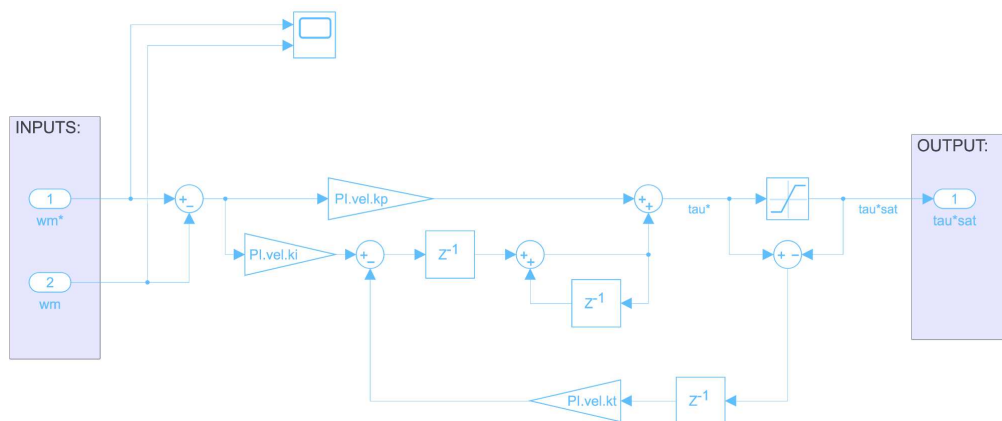 INPUTS:
OUTPUT:
1
wm*
+
−
PI.vel.kp
+
+
tau*
tau*sat
1
tau*sat
PI.vel.ki
+
−
z-1
+
+
+ −
2
wm
z-1
PI.vel.kt
z-1